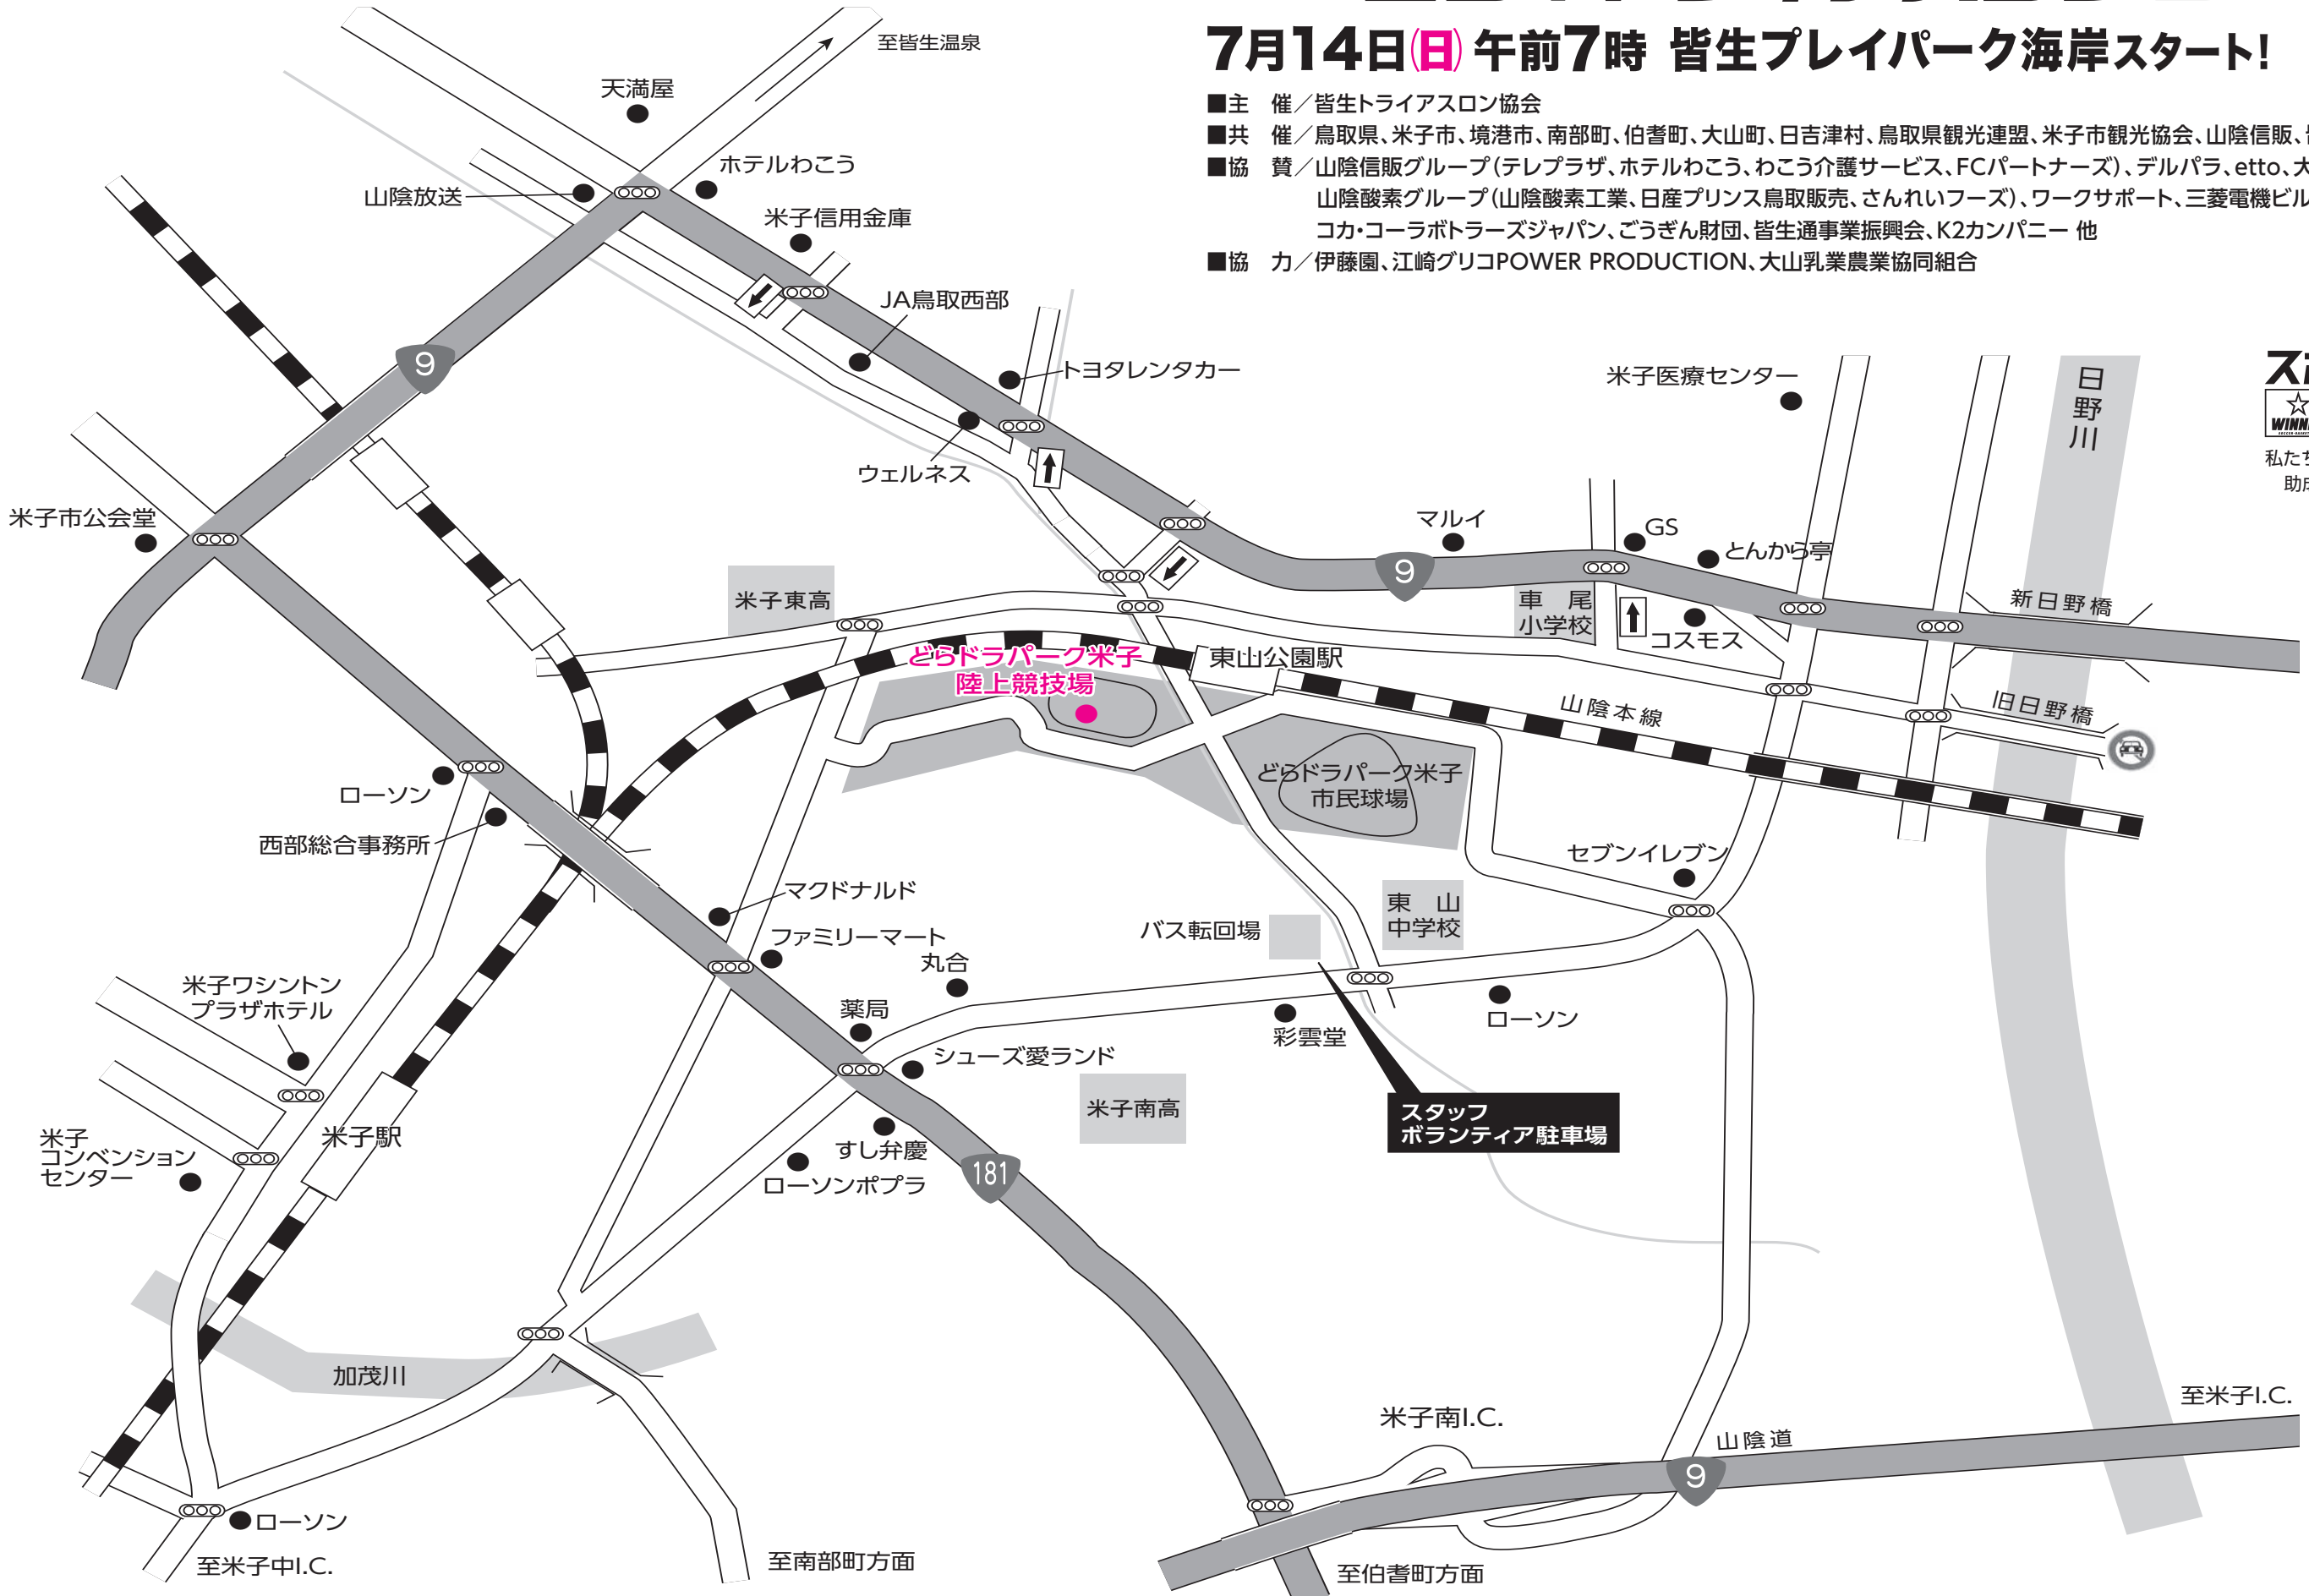 7月14日(日)午前7時 皆生プレイパーク海岸スタート!
■主　催／皆生トライアスロン協会
■共　催／鳥取県、米子市、境港市、南部町、伯耆町、大山町、日吉津村、鳥取県観光連盟、米子市観光協会、山陰信販、
■協　賛／山陰信販グループ(テレプラザ、ホテルわこう、わこう介護サービス、FCパートナーズ)、デルパラ、etto、大
山陰酸素グループ(山陰酸素工業、日産プリンス鳥取販売、さんれいフーズ)、ワークサポート、三菱電機ビル
コカ・コーラボトラーズジャパン、ごうぎん財団、皆生通事業振興会、K2カンパニー 他
■協　力／伊藤園、江崎グリコPOWER PRODUCTION、大山乳業農業協同組合
至皆生温泉
天満屋
ホテルわこう
山陰放送
米子信用金庫
JA鳥取西部
トヨタレンタカー
米子医療センター
日野川
9
ウェルネス
私たち
助成
米子市公会堂
マルイ
GS
とんから亭
9
米子東高
車　尾
小学校
コスモス
新日野橋
どらドラパーク米子
陸上競技場
東山公園駅
山陰本線
旧日野橋
どらドラパーク米子
市民球場
ローソン
西部総合事務所
セブンイレブン
マクドナルド
東　山
中学校
バス転回場
ファミリーマート
丸合
米子ワシントン
プラザホテル
薬局
ローソン
彩雲堂
シューズ愛ランド
米子南高
スタッフ
ボランティア駐車場
米子駅
米子
コンベンション
センター
すし弁慶
ローソンポプラ
181
加茂川
米子南I.C.
至米子I.C.
山陰道
9
ローソン
至米子中I.C.
至南部町方面
至伯耆町方面